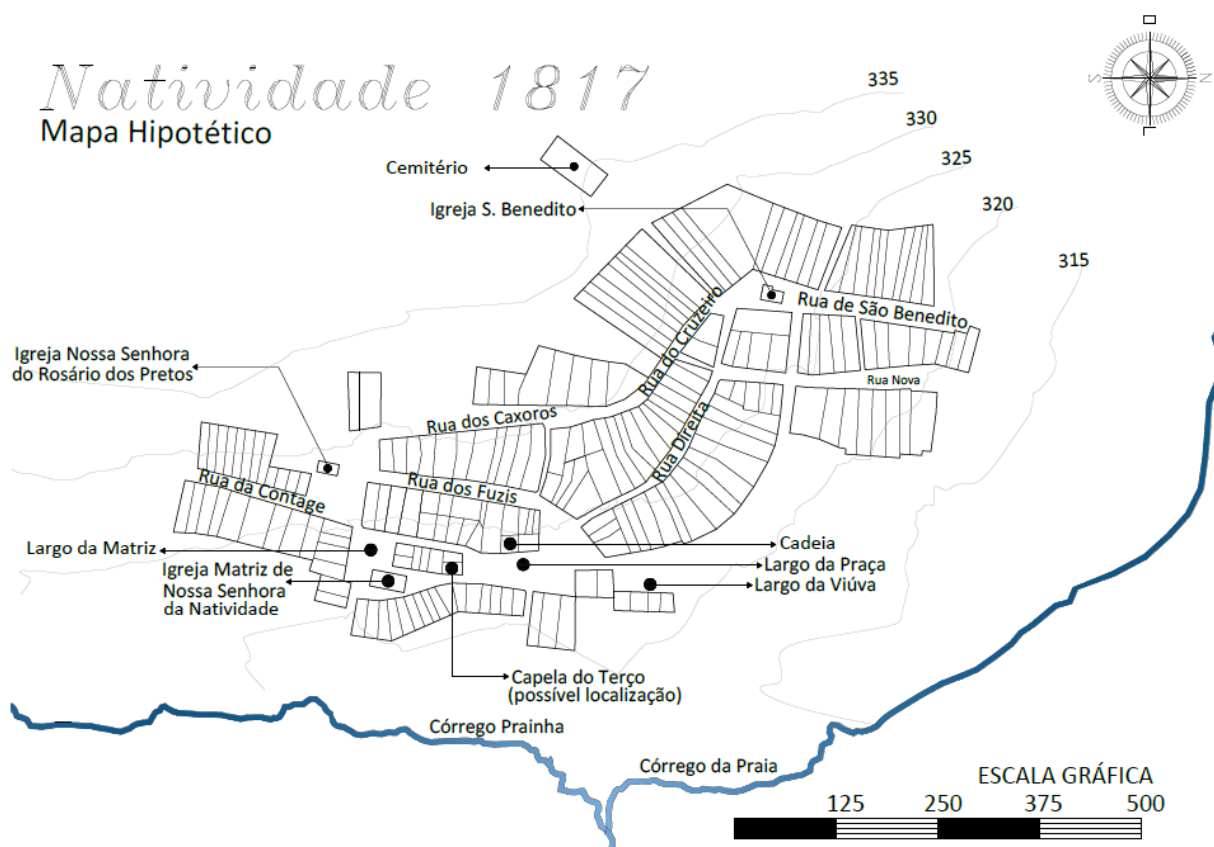 Natividade 1817
Mapa Hipotético
335
330
Cemitério
325
Igreja S. Benedito
320
S
N
315
Rua de São Benedito
Rua do Cruzeiro
Igreja Nossa Senhora
do Rosário dos Pretos
Rua Nova
Rua dos Caxoros
Rua Direita
Rua da Contage
Rua dos Fuzis
Largo da Matriz
Cadeia
Largo da Praça
Igreja Matriz de
Nossa Senhora
da Natividade
Largo da Viúva
Capela do Terço
(possível localização)
Córrego Prainha
Córrego da Praia
ESCALA GRÁFICA
125 250 375 500